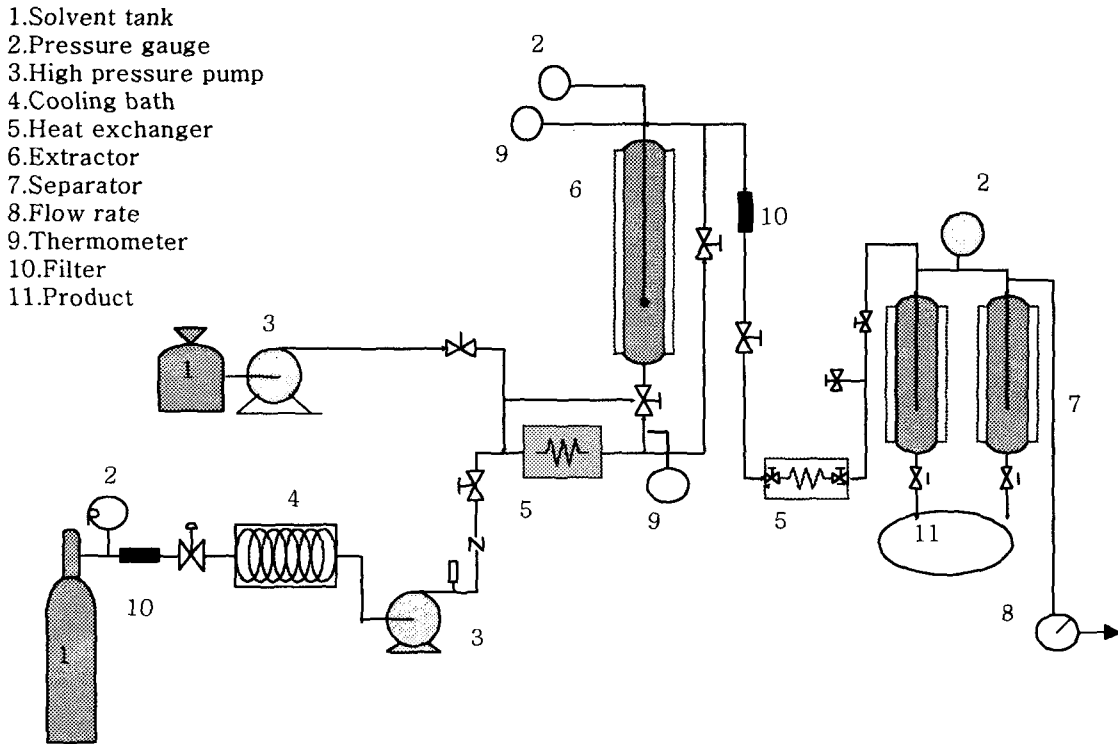 1.Solvent tank
2.Pressure gauge
3.High pressure pump
4.Cooling bath
5.Heat exchanger
6.Extractor
7.Separator
8.Flow rate
9.Thermometer
10.Filter
11.Product
2
9
6
10
2
3
1
7
2
4
5
9
5
11
10
3
8
1